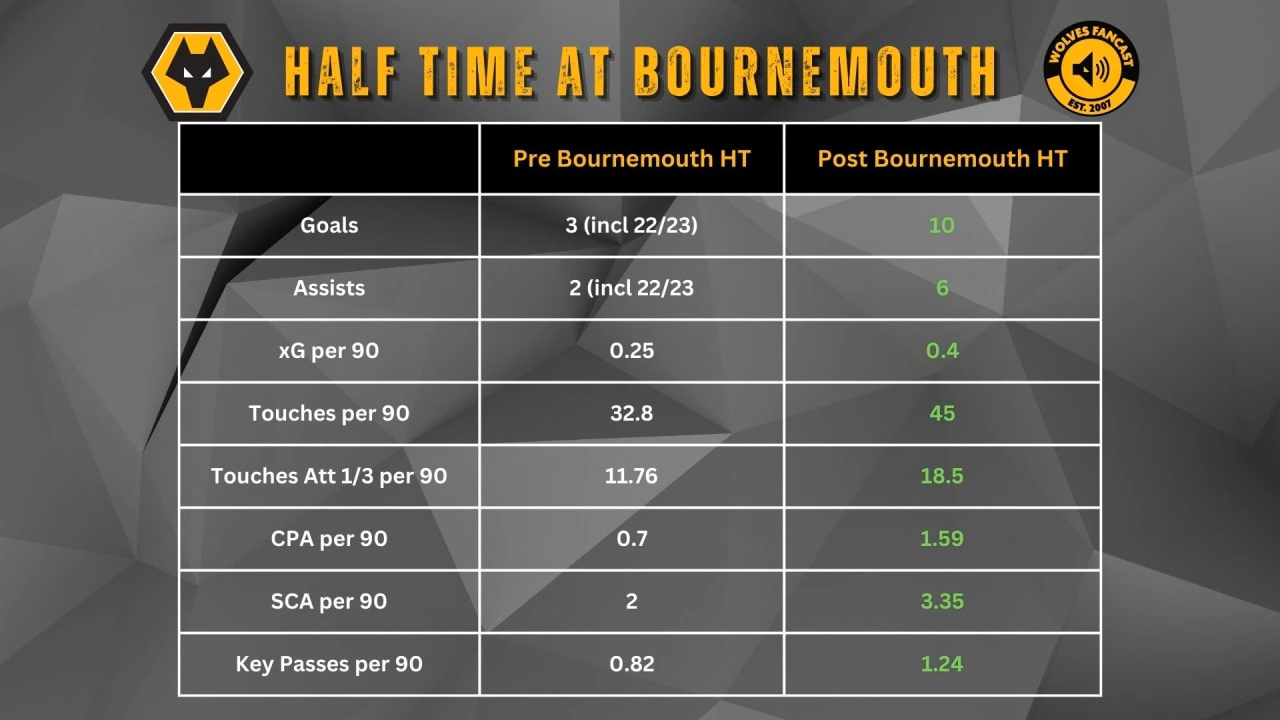 HALF TIME AT BOURNEMOUTH
WOLVES FANCAST
EST. 2007
Pre Bournemouth HT Post Bournemouth HT
Goals 3 (incl 22/23) 10
Assists 2 (incl 22/23 6
xG per 90 0.25 0.4
Touches per 90 32.8 45
Touches Att 1/3 per 90 11.76 18.5
CPA per 90 0.7 1.59
SCA per 90 2 3.35
Key Passes per 90 0.82 1.24